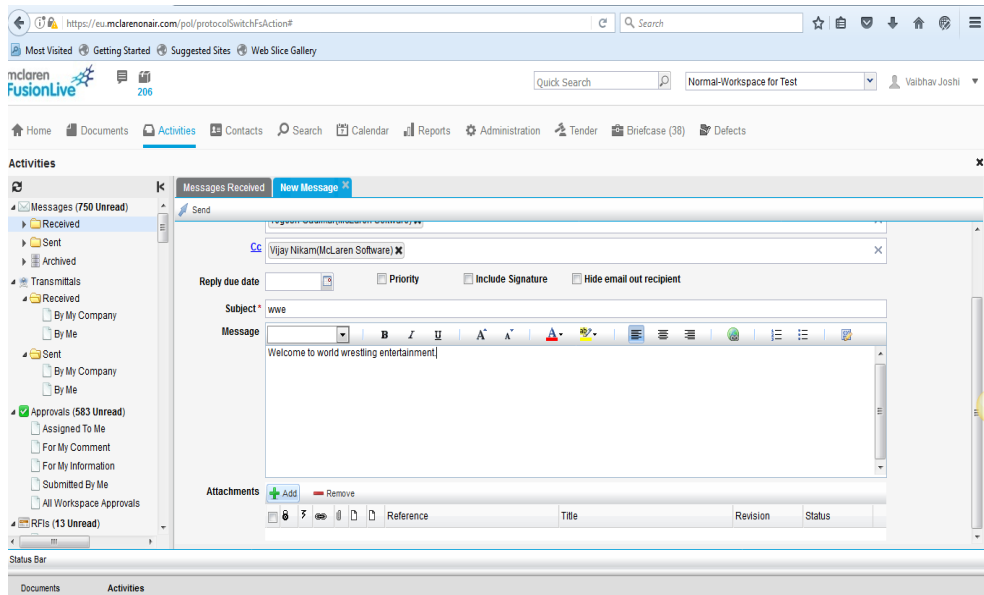 https://eu.mclarenonair.com/pol/protocolSwitchFsAction#
Search
Most Visited Getting Started Suggested Sites Web Slice Gallery
mclaren
FusionLive
206
Quick Search
Normal-Workspace for Test
Vaibhav Joshi
Home Documents Activities Contacts Search Calendar Reports Administration Tender Briefcase (38) Defects
Activities
Messages (750 Unread)
Received
Sent
Archived
Transmittals
Received
By My Company
By Me
Sent
By My Company
By Me
Approvals (583 Unread)
Assigned To Me
For My Comment
For My Information
Submitted By Me
All Workspace Approvals
RFIs (13 Unread)
Messages Received New Message
Send
Cc Vijay Nikam(McLaren Software)
Reply due date Priority Include Signature Hide email out recipient
Subject * wwe
Message B I U A A A ab
Welcome to world wrestling entertainment.
Attachments Add Remove
Reference Title Revision Status
Status Bar
Documents Activities